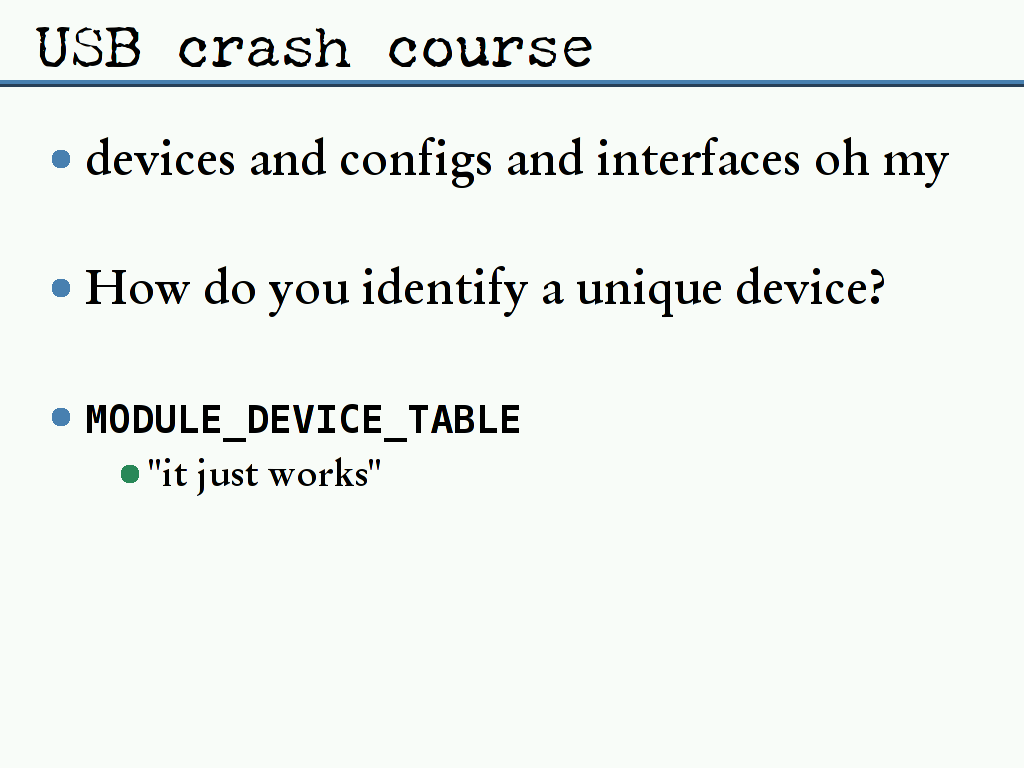 USB crash course
devices and configs and interfaces oh my
How do you identify a unique device?
MODULE_DEVICE_TABLE
"it just works"